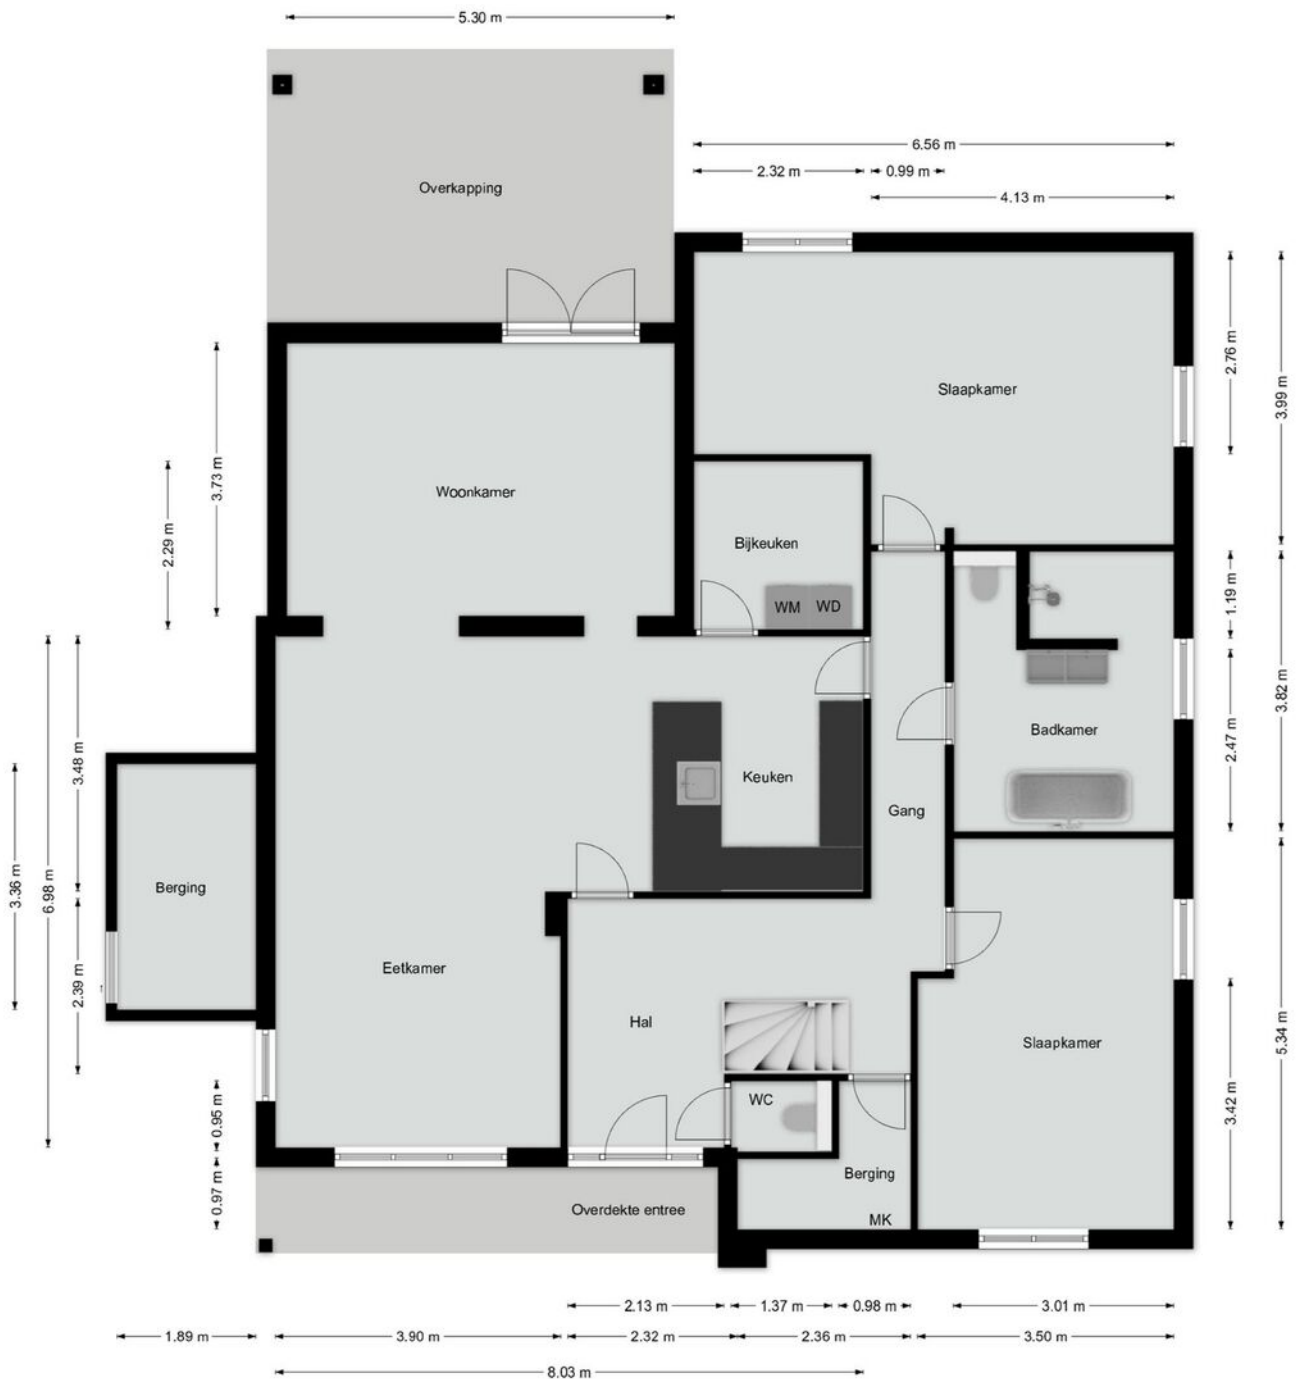 5.30 m
6.56 m
2.32 m
0.99 m
4.13 m
Overkapping
2.76 m
3.99 m
Slaapkamer
3.73 m
2.29 m
Woonkamer
Bijkeuken
WM
WD
1.19 m
3.82 m
2.47 m
Badkamer
Keuken
Gang
3.48 m
3.36 m
6.98 m
Berging
2.39 m
Eetkamer
Hal
Slaapkamer
5.34 m
3.42 m
WC
0.95 m
Berging
0.97 m
Overdekte entree
MK
2.13 m
1.37 m
0.98 m
3.01 m
1.89 m
3.90 m
2.32 m
2.36 m
3.50 m
8.03 m